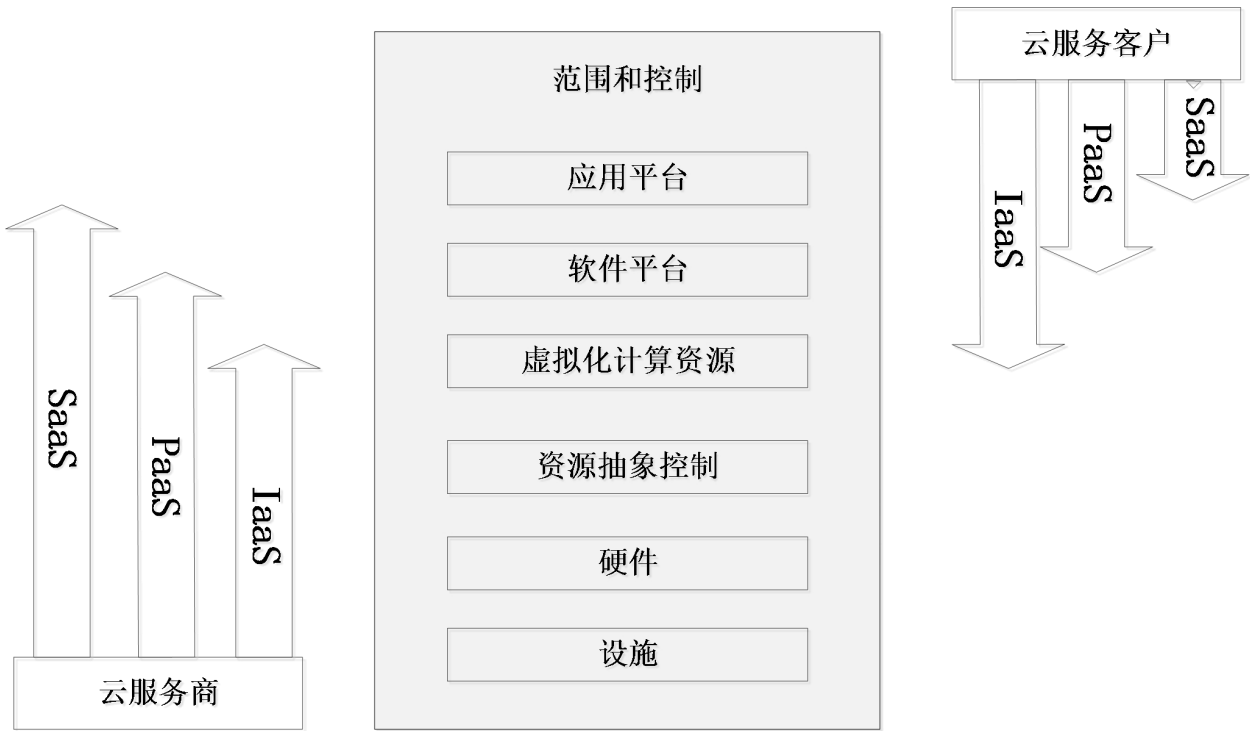 云服务客户
范围和控制
应用平台
软件平台
虚拟化计算资源
资源抽象控制
硬件
设施
SaaS
PaaS
IaaS
云服务商
IaaS
PaaS
SaaS